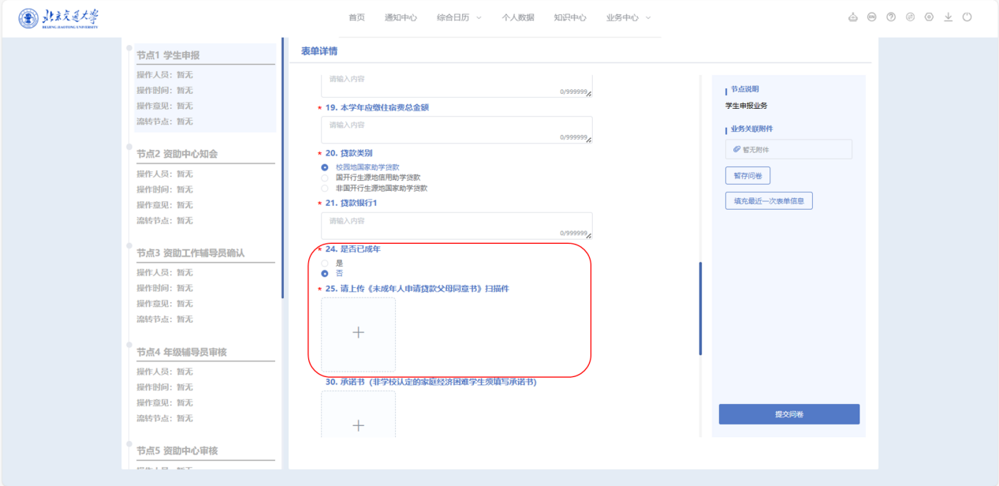 北京交通大学
BEIJING JIAOTONG UNIVERSITY
首页 通知中心 综合日历 个人数据 知识中心 业务中心
EN
节点1 学生申报
操作人员：暂无
操作时间：暂无
操作意见：暂无
流转节点：暂无
节点2 资助中心知会
操作人员：暂无
操作时间：暂无
操作意见：暂无
流转节点：暂无
节点3 资助工作辅导员确认
操作人员：暂无
操作时间：暂无
操作意见：暂无
流转节点：暂无
节点4 年级辅导员审核
操作人员：暂无
操作时间：暂无
操作意见：暂无
流转节点：暂无
节点5 资助中心审核
操作人员：暂无
表单详情
请输入内容
0/999999
* 19. 本学年应缴住宿费总金额
请输入内容
0/999999
* 20. 贷款类别
校园地国家助学贷款
国开行生源地信用助学贷款
非国开行生源地国家助学贷款
* 21. 贷款银行1
请输入内容
0/999999
* 24. 是否已成年
是
否
* 25. 请上传《未成年人申请贷款父母同意书》扫描件
30. 承诺书（非学校认定的家庭经济困难学生须填写承诺书）
节点说明
学生申报业务
业务关联附件
暂无附件
暂存问卷
填充最近一次表单信息
提交问卷